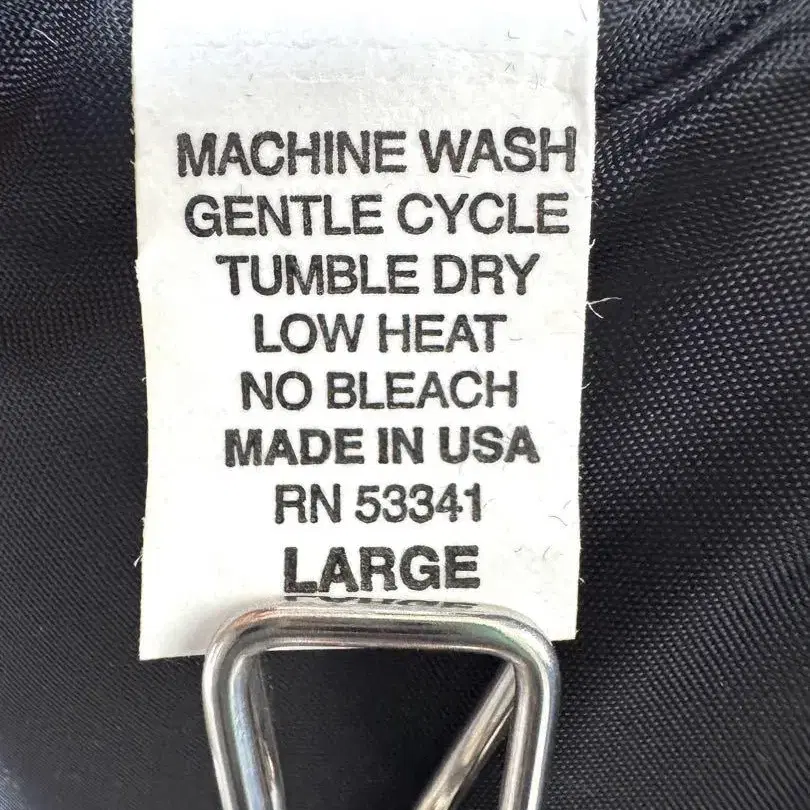 MACHINE WASH
GENTLE CYCLE
TUMBLE DRY
LOW HEAT
NO BLEACH
MADE IN USA
RN 53341
LARGE